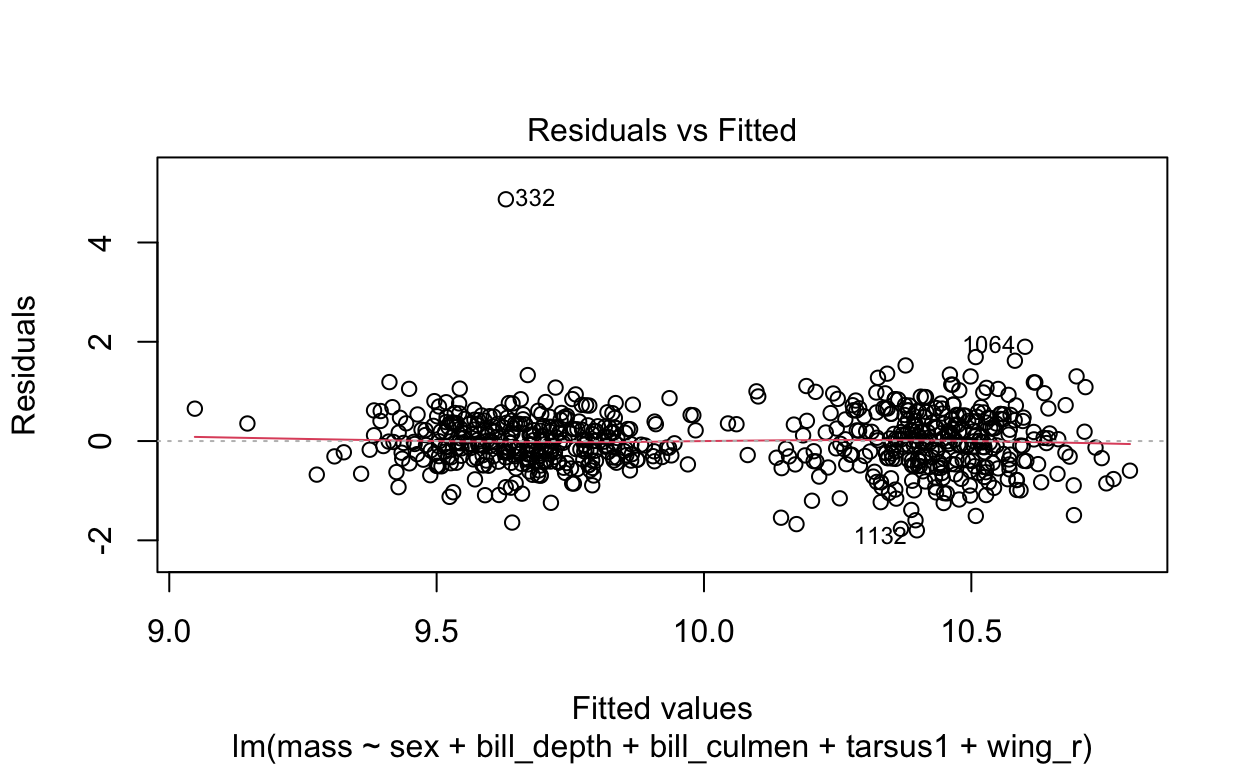 Residuals vs Fitted
332
1064
1132
Residuals
4
2
0
-2
9.0 9.5 10.0 10.5
Fitted values
lm(mass ~ sex + bill_depth + bill_culmen + tarsus1 + wing_r)